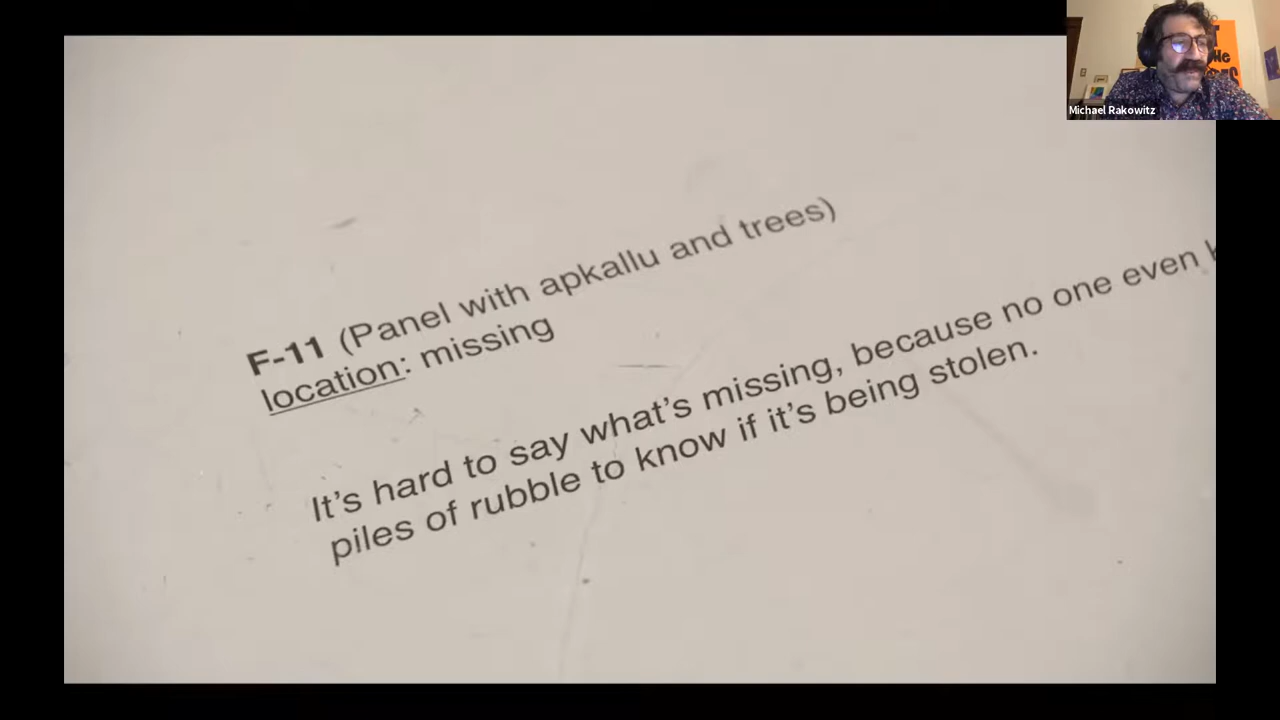 F-11 (Panel with apkallu and trees)
location: missing
It's hard to say what's missing, because no one even
piles of rubble to know if it's being stolen.
Michael Rakowitz